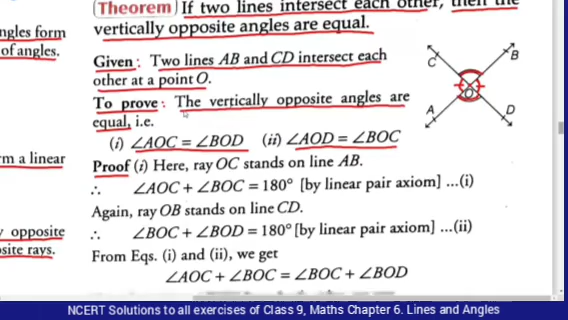 Theorem If two lines intersect each other, then the
vertically opposite angles are equal.
ngles form
of angles.
Given : Two lines AB and CD intersect each
other at a point O.
To prove : The vertically opposite angles are
equal, i.e.
(i) ∠AOC = ∠BOD (ii) ∠AOD = ∠BOC
C
B
O
A
D
m a linear
Proof (i) Here, ray OC stands on line AB.
∴ ∠AOC + ∠BOC = 180° [by linear pair axiom] ...(i)
Again, ray OB stands on line CD.
y opposite
∴ ∠BOC + ∠BOD = 180° [by linear pair axiom] ...(ii)
site rays.
From Eqs. (i) and (ii), we get
∠AOC + ∠BOC = ∠BOC + ∠BOD
NCERT Solutions to all exercises of Class 9, Maths Chapter 6. Lines and Angles